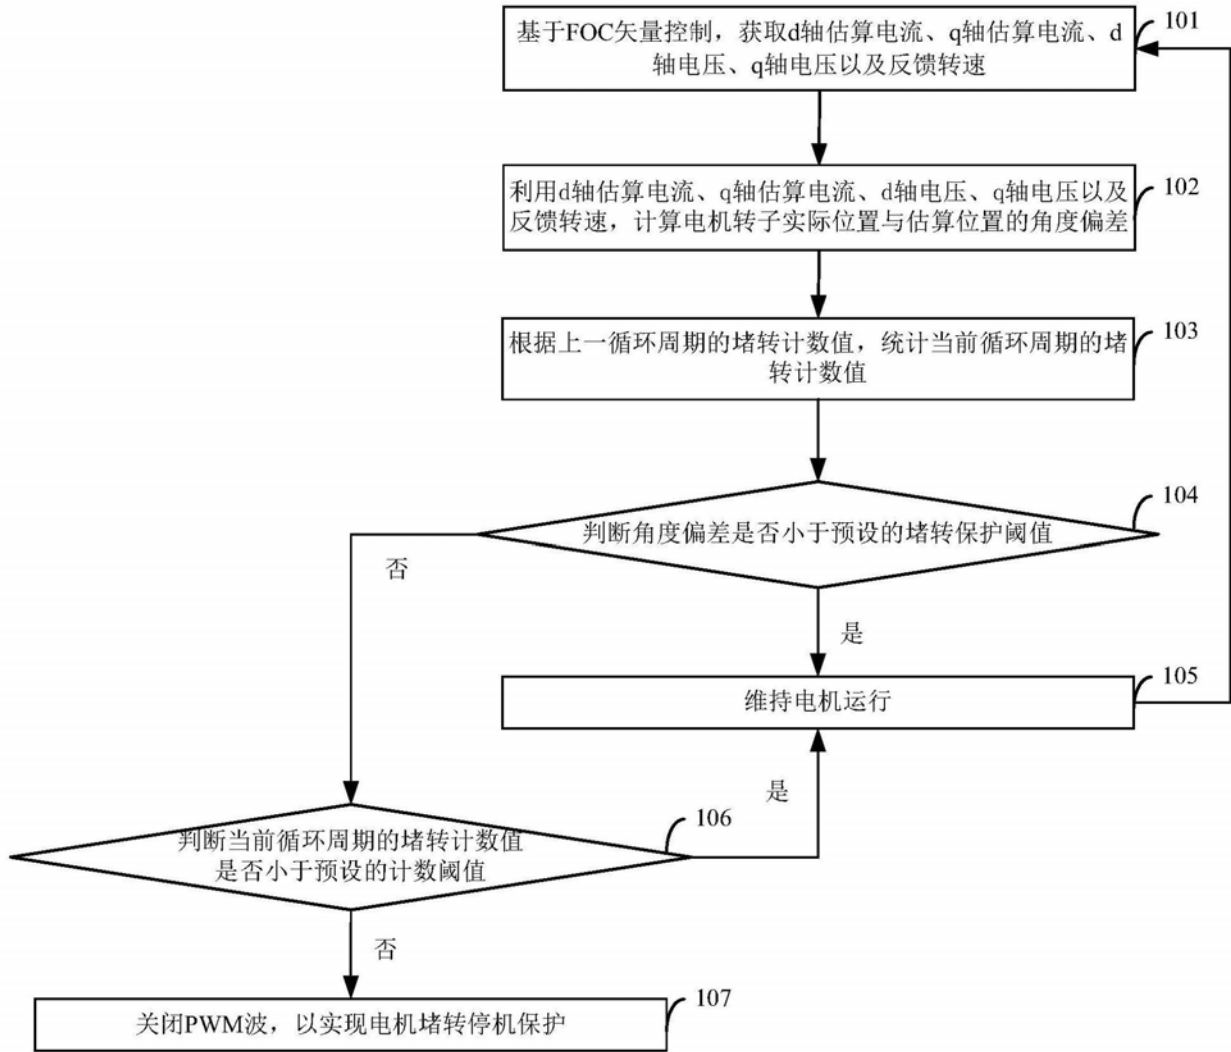 基于FOC矢量控制，获取d轴估算电流、q轴估算电流、d
轴电压、q轴电压以及反馈转速
101
利用d轴估算电流、q轴估算电流、d轴电压、q轴电压以及
反馈转速，计算电机转子实际位置与估算位置的角度偏差
102
根据上一循环周期的堵转计数值，统计当前循环周期的堵
转计数值
103
判断角度偏差是否小于预设的堵转保护阈值
104
否
是
维持电机运行
105
是
判断当前循环周期的堵转计数值
是否小于预设的计数阈值
106
否
关闭PWM波，以实现电机堵转停机保护
107